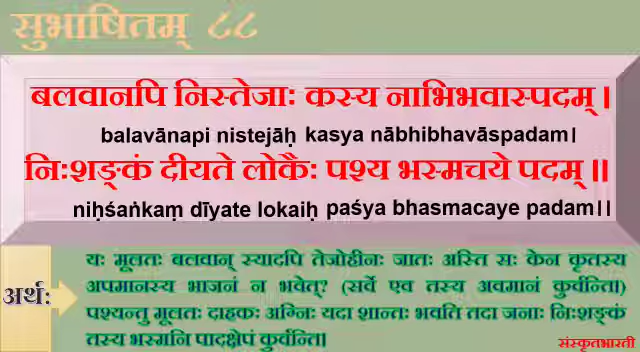 सुभाषितम् ८८
बलवानपि निस्तेजाः कस्य नाभिभवास्पदम्।
balavānapi nistejāḥ kasya nābhibhavāspadam।
निःशङ्कं दीयते लोकैः पश्य भस्मचये पदम्॥
niḥśaṅkaṃ dīyate lokaiḥ paśya bhasmacaye padam।।
यः मूलतः बलवान् स्यादपि तेजोहीनः जातः अस्ति सः केन कृतस्य
अपमानस्य भाजनं न भवेत्? (सर्वे एव तस्य अवमानं कुर्वन्ति)
अर्थः पश्यन्तु मूलतः दाहकः अग्निः यदा शान्तः भवति तदा जनाः निःशङ्कं
तस्य भस्मनि पादक्षेपं कुर्वन्ति।
संस्कृतभारती